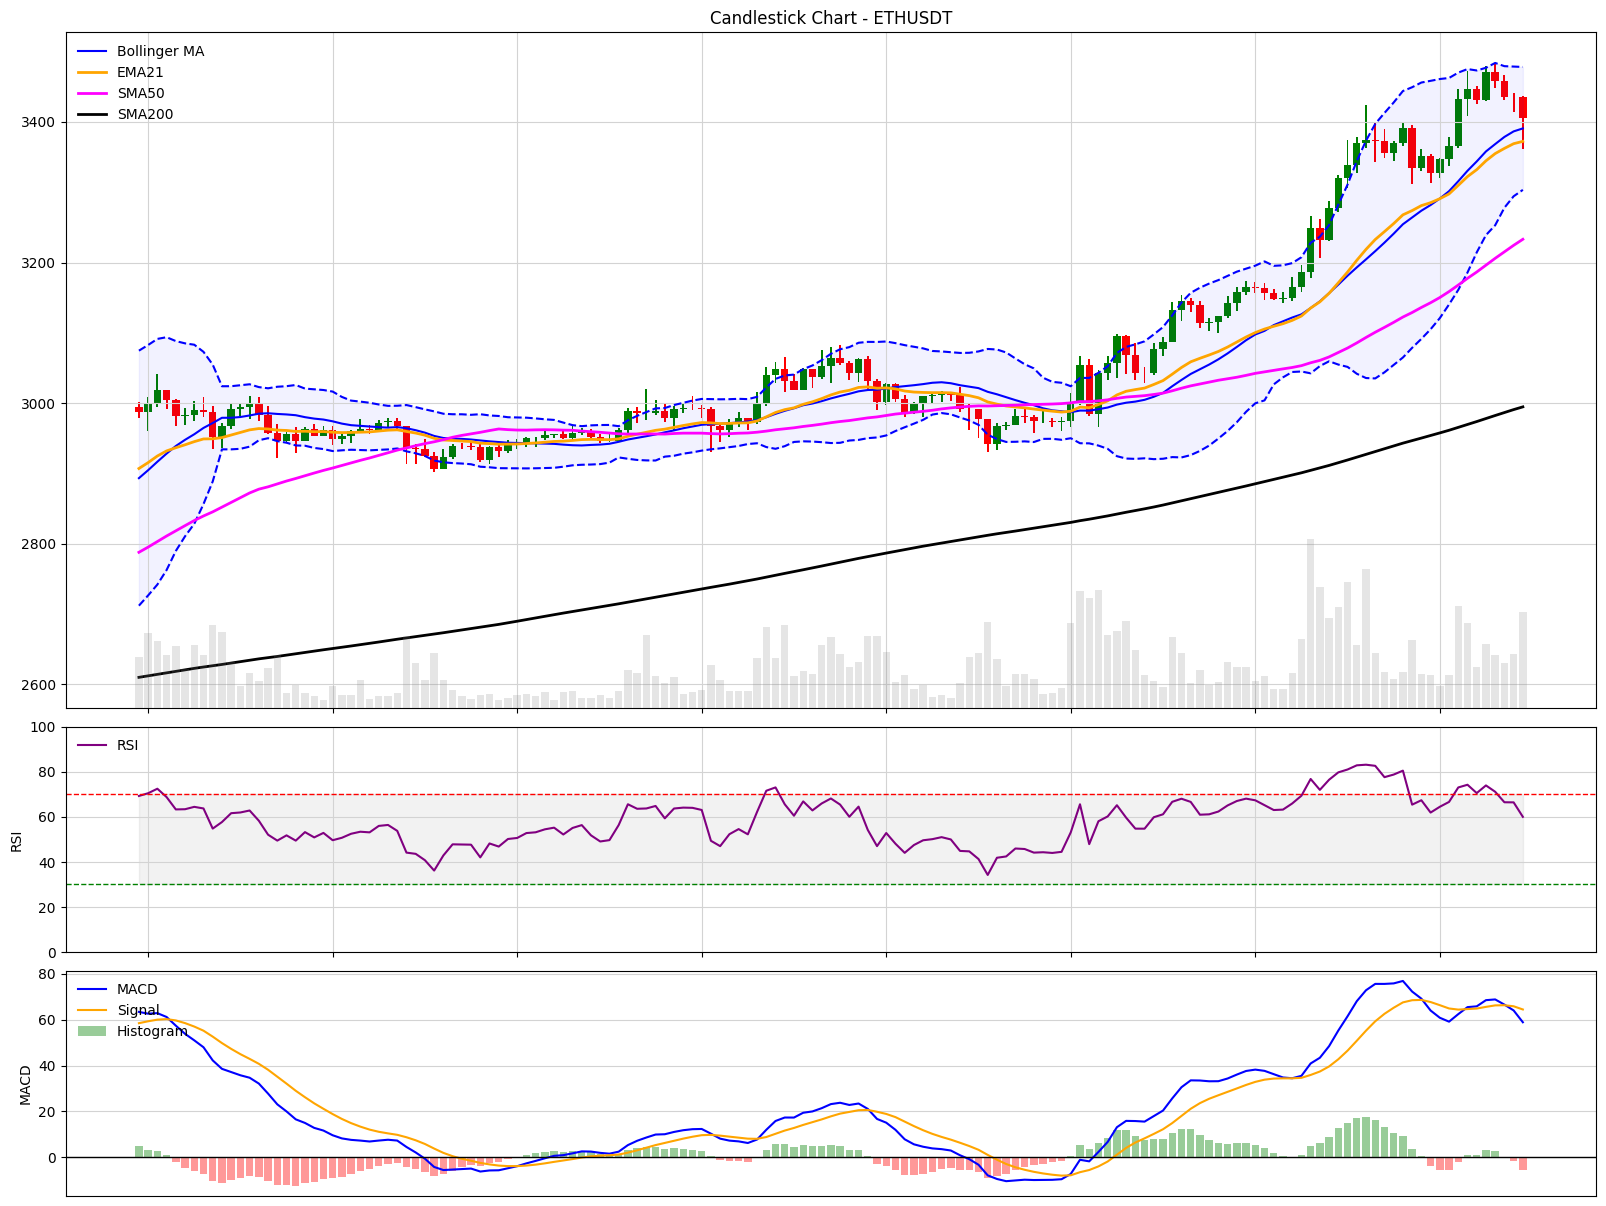 Candlestick Chart - ETHUSDT
Bollinger MA
EMA21
SMA50
SMA200
3400
3200
3000
2800
2600
RSI
100
80
60
40
20
0
RSI
MACD
Signal
Histogram
80
60
40
20
0
MACD